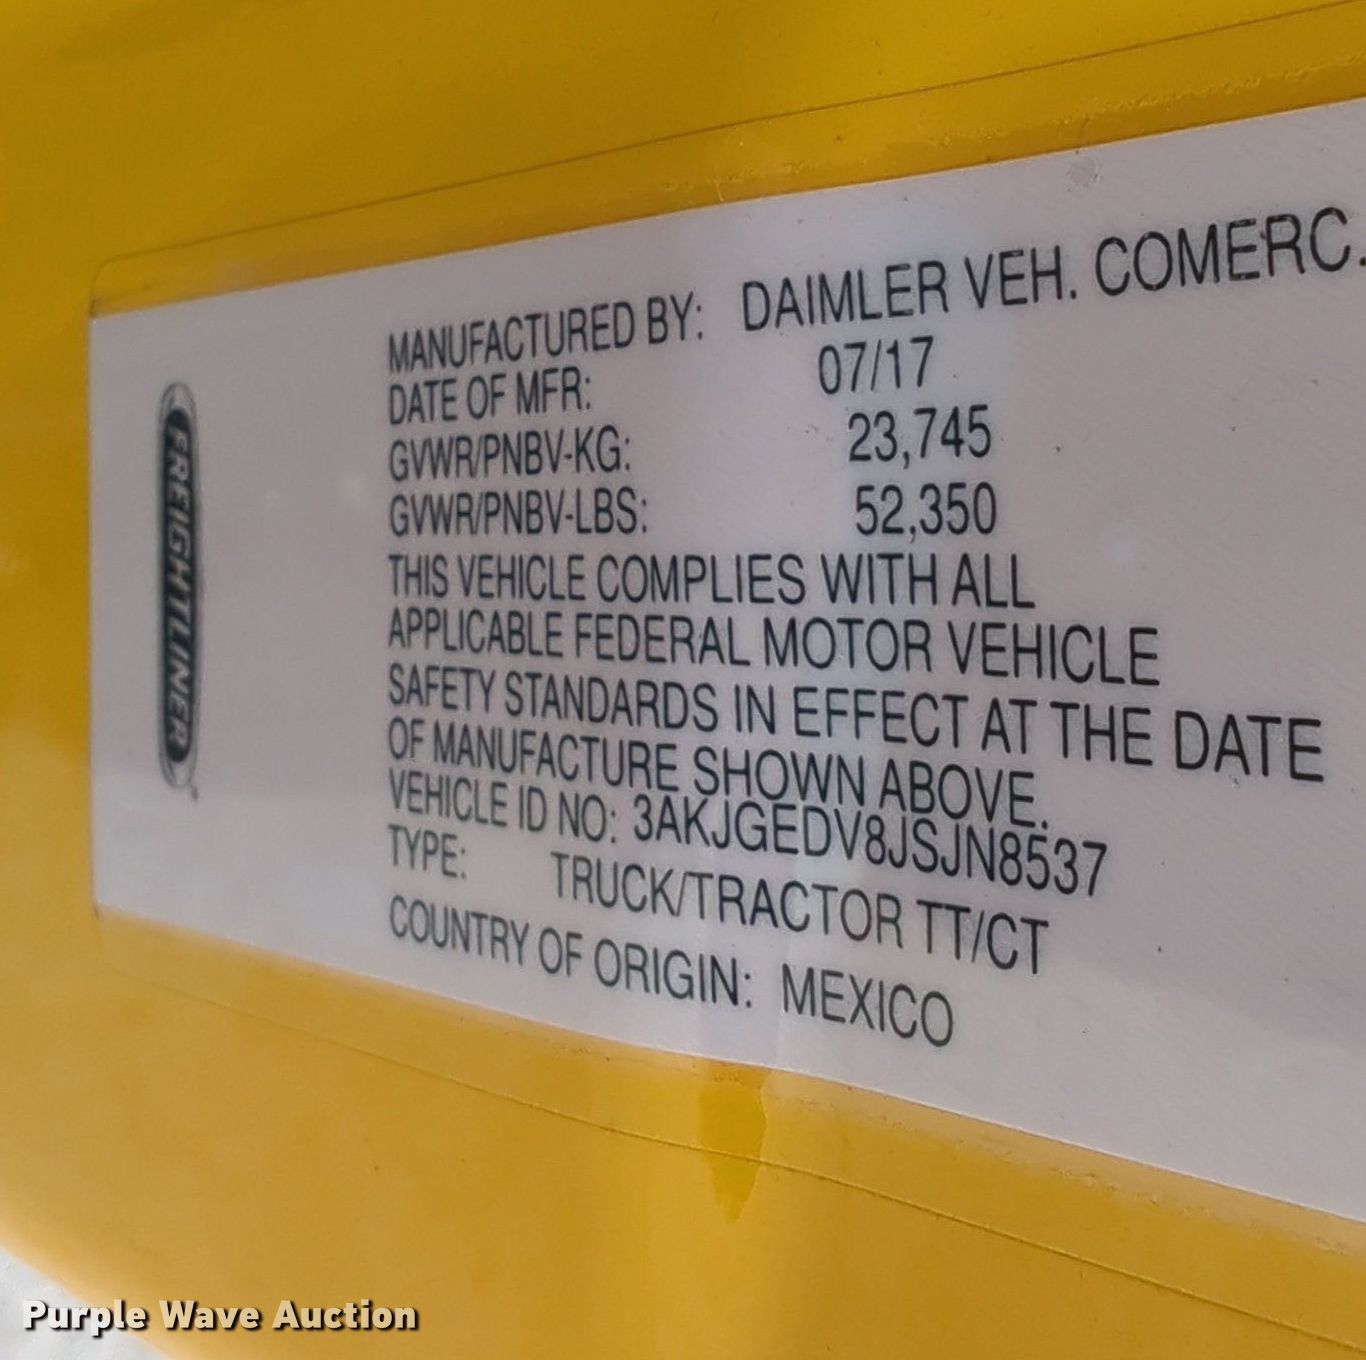 FREIGHTLINER
MANUFACTURED BY: DAIMLER VEH. COMERC.
DATE OF MFR: 07/17
GVWR/PNBV-KG: 23,745
GVWR/PNBV-LBS: 52,350
THIS VEHICLE COMPLIES WITH ALL
APPLICABLE FEDERAL MOTOR VEHICLE
SAFETY STANDARDS IN EFFECT AT THE DATE
OF MANUFACTURE SHOWN ABOVE.
VEHICLE ID NO: 3AKJGEDV8JSJN8537
TYPE: TRUCK/TRACTOR TT/CT
COUNTRY OF ORIGIN: MEXICO
Purple Wave Auction